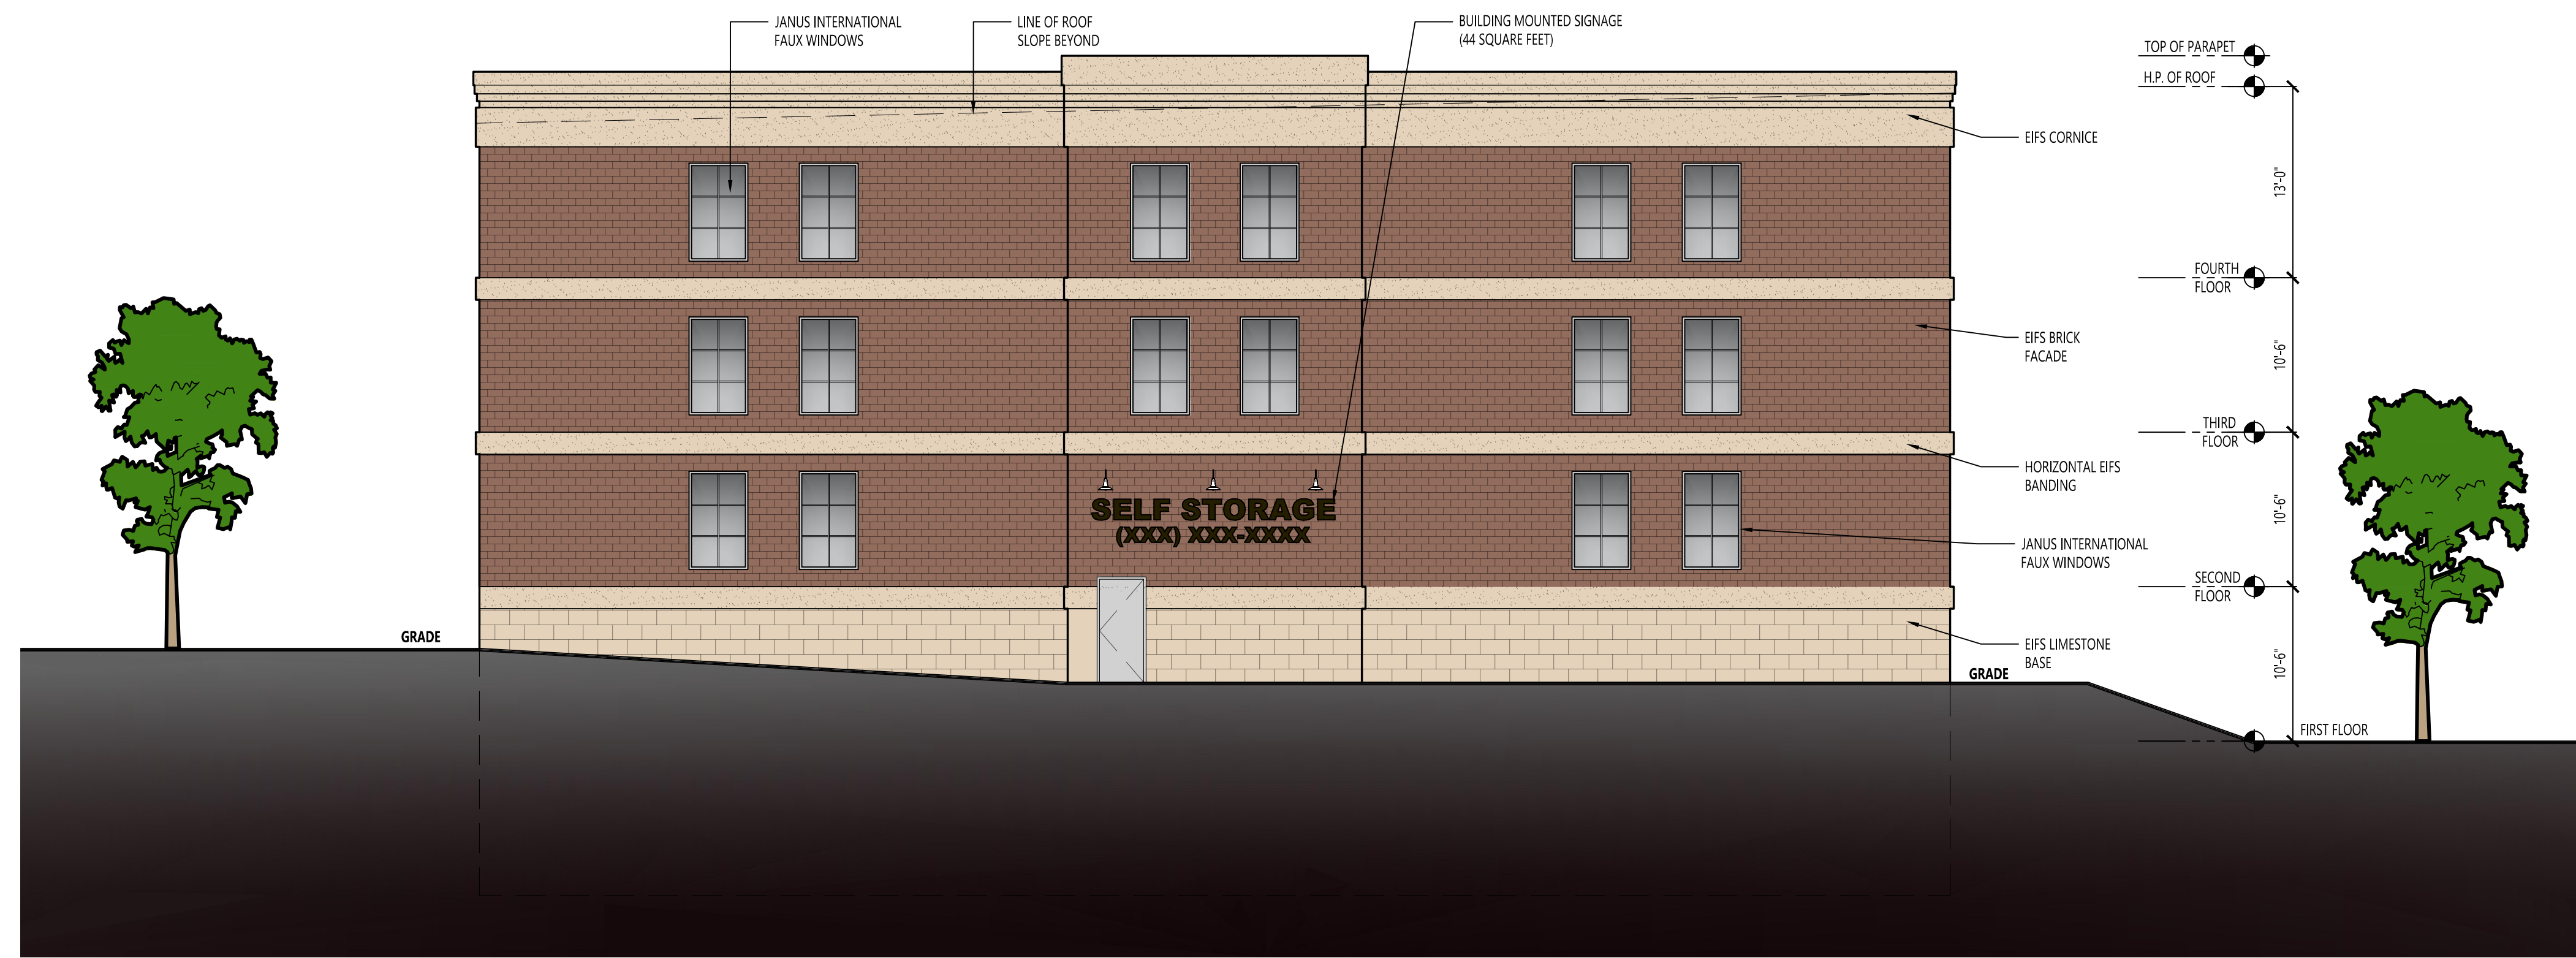 JANUS INTERNATIONAL
FAUX WINDOWS
LINE OF ROOF
SLOPE BEYOND
BUILDING MOUNTED SIGNAGE
(44 SQUARE FEET)
TOP OF PARAPET
H.P. OF ROOF
EIFS CORNICE
13'-0"
FOURTH
FLOOR
EIFS BRICK
FACADE
10'-6"
THIRD
FLOOR
HORIZONTAL EIFS
BANDING
10'-6"
SELF STORAGE
(XXX) XXX-XXXX
JANUS INTERNATIONAL
FAUX WINDOWS
SECOND
FLOOR
GRADE
EIFS LIMESTONE
BASE
10'-6"
GRADE
FIRST FLOOR